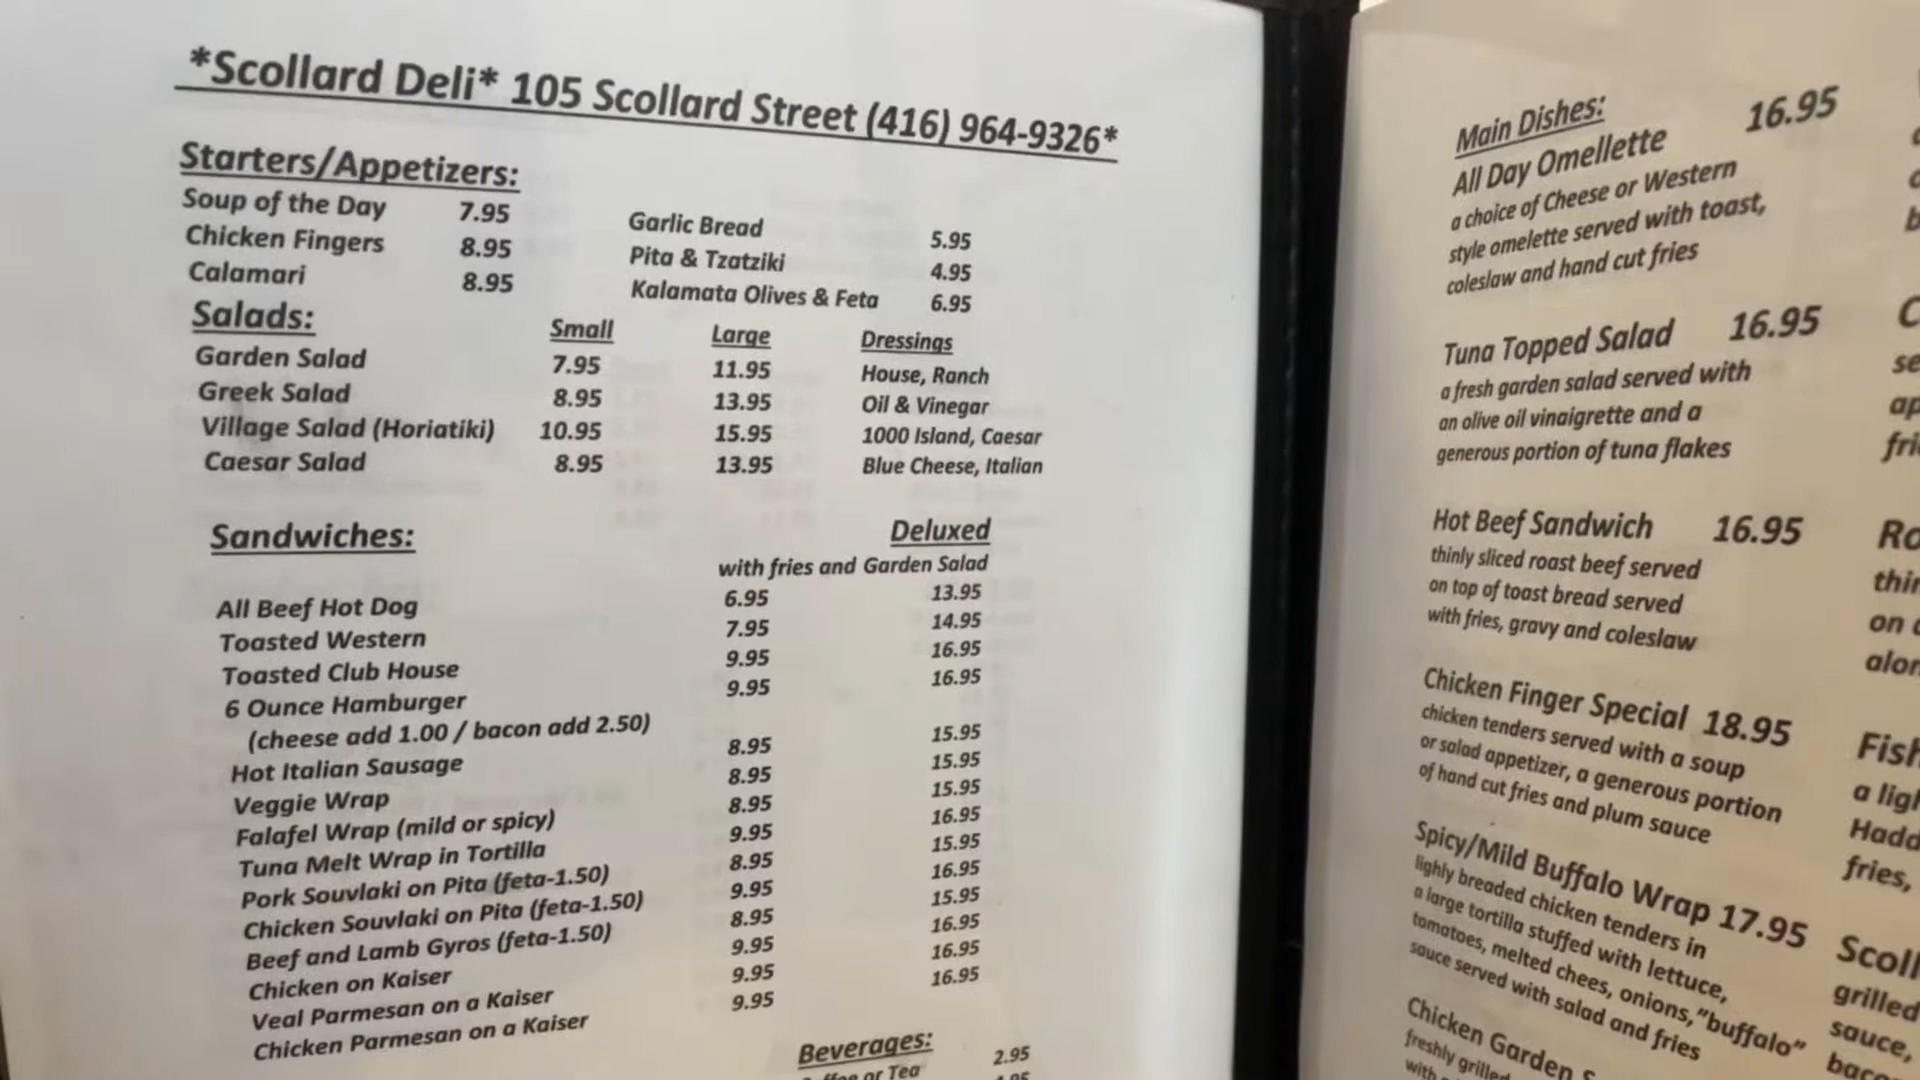 *Scollard Deli* 105 Scollard Street (416) 964-9326*
Starters/Appetizers:
Soup of the Day 7.95 Garlic Bread 5.95
Chicken Fingers 8.95 Pita & Tzatziki 4.95
Calamari 8.95 Kalamata Olives & Feta 6.95
Salads: Small Large Dressings
Garden Salad 7.95 11.95 House, Ranch
Greek Salad 8.95 13.95 Oil & Vinegar
Village Salad (Horiatiki) 10.95 15.95 1000 Island, Caesar
Caesar Salad 8.95 13.95 Blue Cheese, Italian
Sandwiches: Deluxed
with fries and Garden Salad
All Beef Hot Dog 6.95 13.95
Toasted Western 7.95 14.95
Toasted Club House 9.95 16.95
6 Ounce Hamburger 9.95 16.95
(cheese add 1.00 / bacon add 2.50)
Hot Italian Sausage 8.95 15.95
Veggie Wrap 8.95 15.95
Falafel Wrap (mild or spicy) 8.95 15.95
Tuna Melt Wrap in Tortilla 9.95 16.95
Pork Souvlaki on Pita (feta-1.50) 8.95 15.95
Chicken Souvlaki on Pita (feta-1.50) 9.95 16.95
Beef and Lamb Gyros (feta-1.50) 8.95 15.95
Chicken on Kaiser 9.95 16.95
Veal Parmesan on a Kaiser 9.95 16.95
Chicken Parmesan on a Kaiser 9.95 16.95
Beverages:
or Tea 2.95
Main Dishes:
All Day Omellette 16.95
a choice of Cheese or Western
style omelette served with toast,
coleslaw and hand cut fries
Tuna Topped Salad 16.95
a fresh garden salad served with
an olive oil vinaigrette and a
generous portion of tuna flakes
Hot Beef Sandwich 16.95
thinly sliced roast beef served
on top of toast bread served
with fries, gravy and coleslaw
Chicken Finger Special 18.95
chicken tenders served with a soup
or salad appetizer, a generous portion
of hand cut fries and plum sauce
Spicy/Mild Buffalo Wrap 17.95
lighly breaded chicken tenders in
a large tortilla stuffed with lettuce,
tomatoes, melted chees, onions,"buffalo"
sauce served with salad and fries
Chicken Garden
freshly grilled
with
Fish
a
fries,
grilled
sauce,